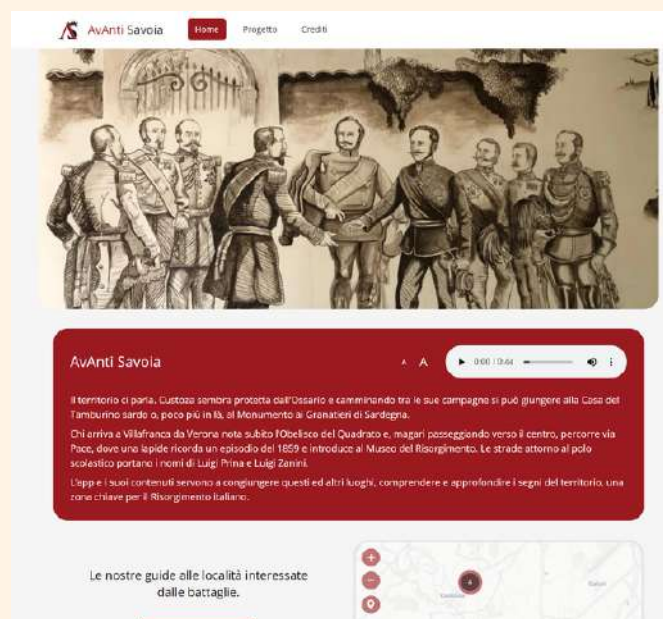 AvAnti Savoia Home Progetto Crediti
AvAnti Savoia A A 0:00 / 0:44
Il territorio ci parla. Custoza sembra protetta dall'Ossario e camminando tra le sue campagne si può giungere alla Casa del
Tamburino sardo o, poco più in là, al Monumento ai Granatieri di Sardegna.
Chi arriva a Villafranca da Verona nota subito l'Obelisco del Quadrato e, magari passeggiando verso il centro, percorre via
Pace, dove una lapide ricorda un episodio del 1859 e introduce al Museo del Risorgimento. Le strade attorno al polo
scolastico portano i nomi di Luigi Prina e Luigi Zanini.
L'app e i suoi contenuti servono a congiungere questi ed altri luoghi, comprendere e approfondire i segni del territorio, una
zona chiave per il Risorgimento italiano.
Le nostre guide alle località interessate
dalle battaglie.
4